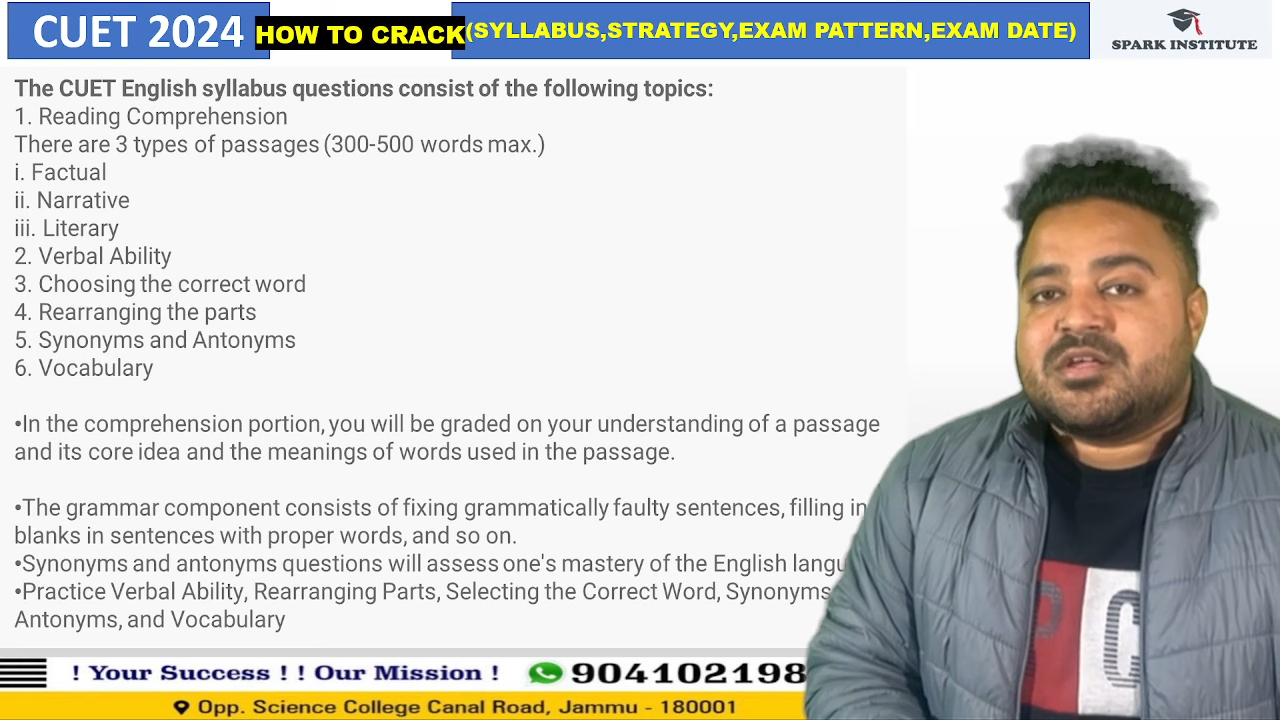 CUET 2024 HOW TO CRACK (SYLLABUS,STRATEGY,EXAM PATTERN,EXAM DATE)
SPARK INSTITUTE
The CUET English syllabus questions consist of the following topics:
1. Reading Comprehension
There are 3 types of passages (300-500 words max.)
i. Factual
ii. Narrative
iii. Literary
2. Verbal Ability
3. Choosing the correct word
4. Rearranging the parts
5. Synonyms and Antonyms
6. Vocabulary
•In the comprehension portion, you will be graded on your understanding of a passage
and its core idea and the meanings of words used in the passage.
•The grammar component consists of fixing grammatically faulty sentences, filling in
blanks in sentences with proper words, and so on.
•Synonyms and antonyms questions will assess one's mastery of the English
•Practice Verbal Ability, Rearranging Parts, Selecting the Correct Word, Synonyms
Antonyms, and Vocabulary
! Your Success ! ! Our Mission ! 904102198
Opp. Science College Canal Road, Jammu - 180001